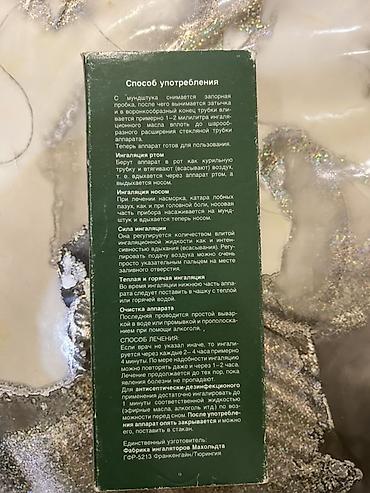 Способ употребления
С мундштука снимается запорная
пробка, после чего вынимается затычка
и в воронкообразный конец трубки вли-
вается примерно 1–2 милилитра ингаля-
ционного масла вплоть до шарооб-
разного расширения стеклянной трубки
аппарата.
Теперь аппарат готов для пользования.
Ингаляция ртом
Берут аппарат в рот как курильную
трубку и втягивают (всасывают) воздух,
т. е. вдыхается через аппарат ртом, а
выдыхается носом.
Ингаляция носом
При лечении насморка, катара лобных
пазух, как и при головной боли, носовая
часть прибора насаживается на мунд-
штук и вдыхается теперь носом.
Сила ингаляции
Она регулируется количеством влитой
ингаляционной жидкости как и интен-
сивностью вдыхания (всасывания). Регу-
лировать подачу воздуха можно очень
просто указательным пальцем на месте
заливного отверстия.
Теплая и горячая ингаляция
Во время ингаляции нижнюю часть аппа-
рата следует поставить в чашку с теплой
или горячей водой.
Очистка аппарата
Последняя проводится простой вывар-
кой в воде или промывкой и прополоска-
нием при помощи алкоголя.
СПОСОБ ЛЕЧЕНИЯ:
Если врач не указал иначе, то ингали-
руется через каждые 2–4 часа примерно
4 минуты. По мере надобности ингаляцию
можно повторять даже и через 1–2 часа.
Лечение продолжается до тех пор, пока
явления болезни не пропадают.
Для антисептически-дезинфекционного
применения достаточно ингалировать до
1 минуты соответственной жидкостью
(эфирные масла, алкоголь итд.) по воз-
можности перед сном. После употребле-
ния аппарат опять закрывается и можно
его, поставить в стакан.
Единственный изготовитель:
Фабрика ингаляторов Махольдта
ГФР-5213 Франкенгайн/Тюрингия